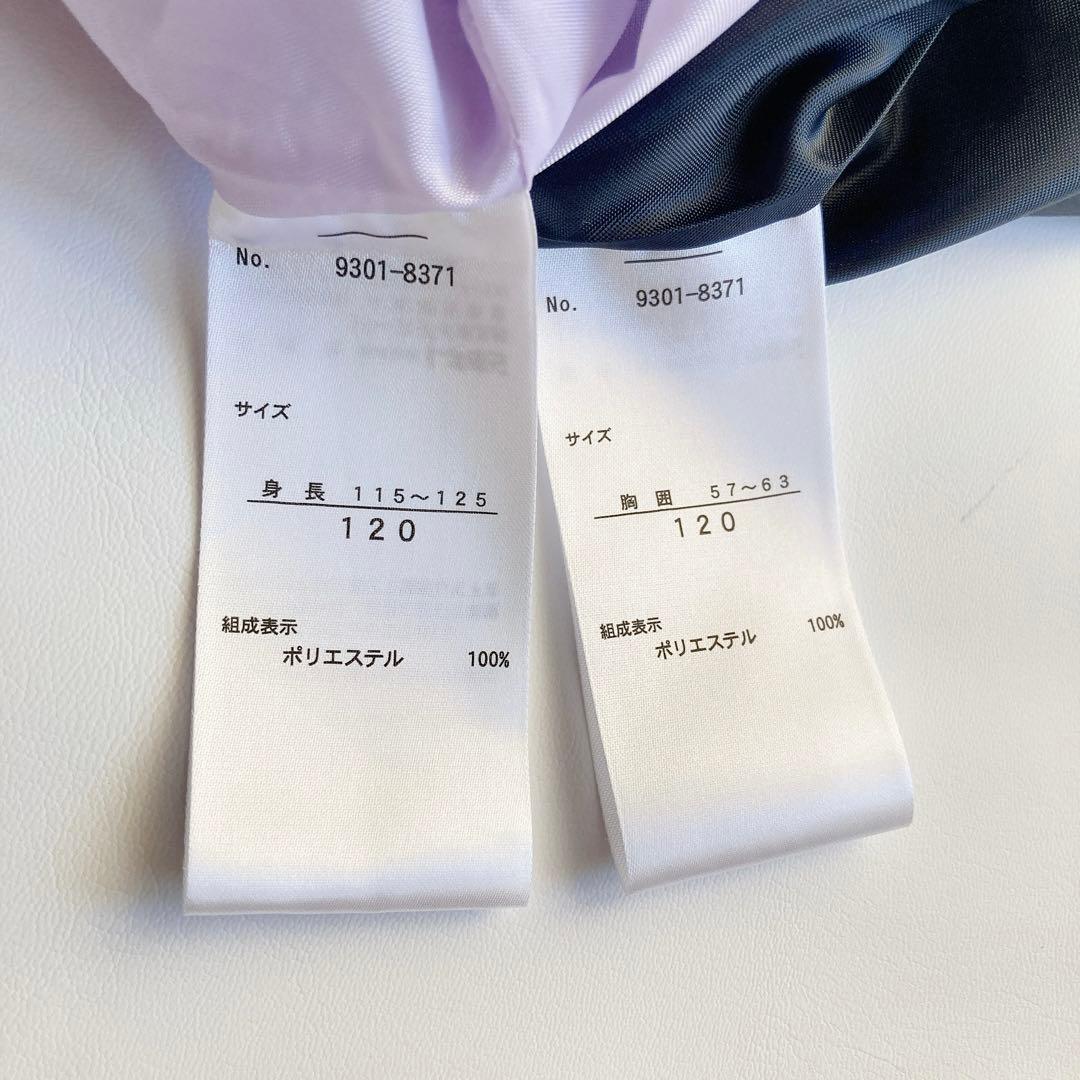 No. 9301-8371
サイズ
身長 115～125
120
組成表示
ポリエステル 100%
No. 9301-8371
サイズ
胸囲 57～63
120
組成表示
ポリエステル 100%